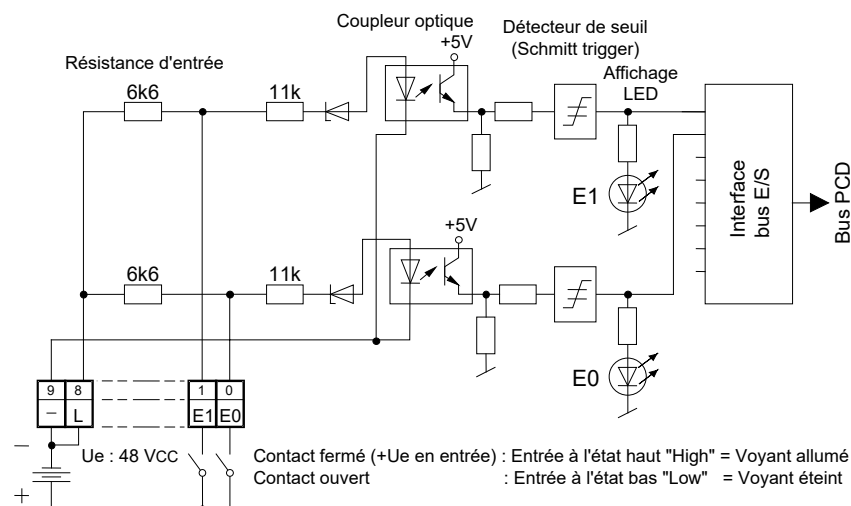 Coupleur optique
Détecteur de seuil
(Schmitt trigger)
+5V
Résistance d'entrée
Affichage
LED
6k6
11k
E1
Interface
bus E/S
Bus PCD
+5V
6k6
11k
E0
9
8
1
0
–
L
E1
E0
–
+
Ue : 48 VCC
Contact fermé (+Ue en entrée) : Entrée à l'état haut "High" = Voyant allumé
Contact ouvert : Entrée à l'état bas "Low" = Voyant éteint